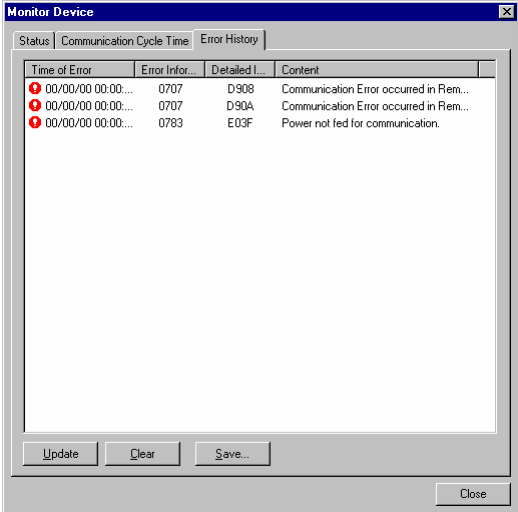 Monitor Device
Status Communication Cycle Time Error History
Time of Error Error Infor... Detailed I... Content
00/00/00 00:00:... 0707 D908 Communication Error occurred in Rem...
00/00/00 00:00:... 0707 D90A Communication Error occurred in Rem...
00/00/00 00:00:... 0783 E03F Power not fed for communication.
Update Clear Save...
Close